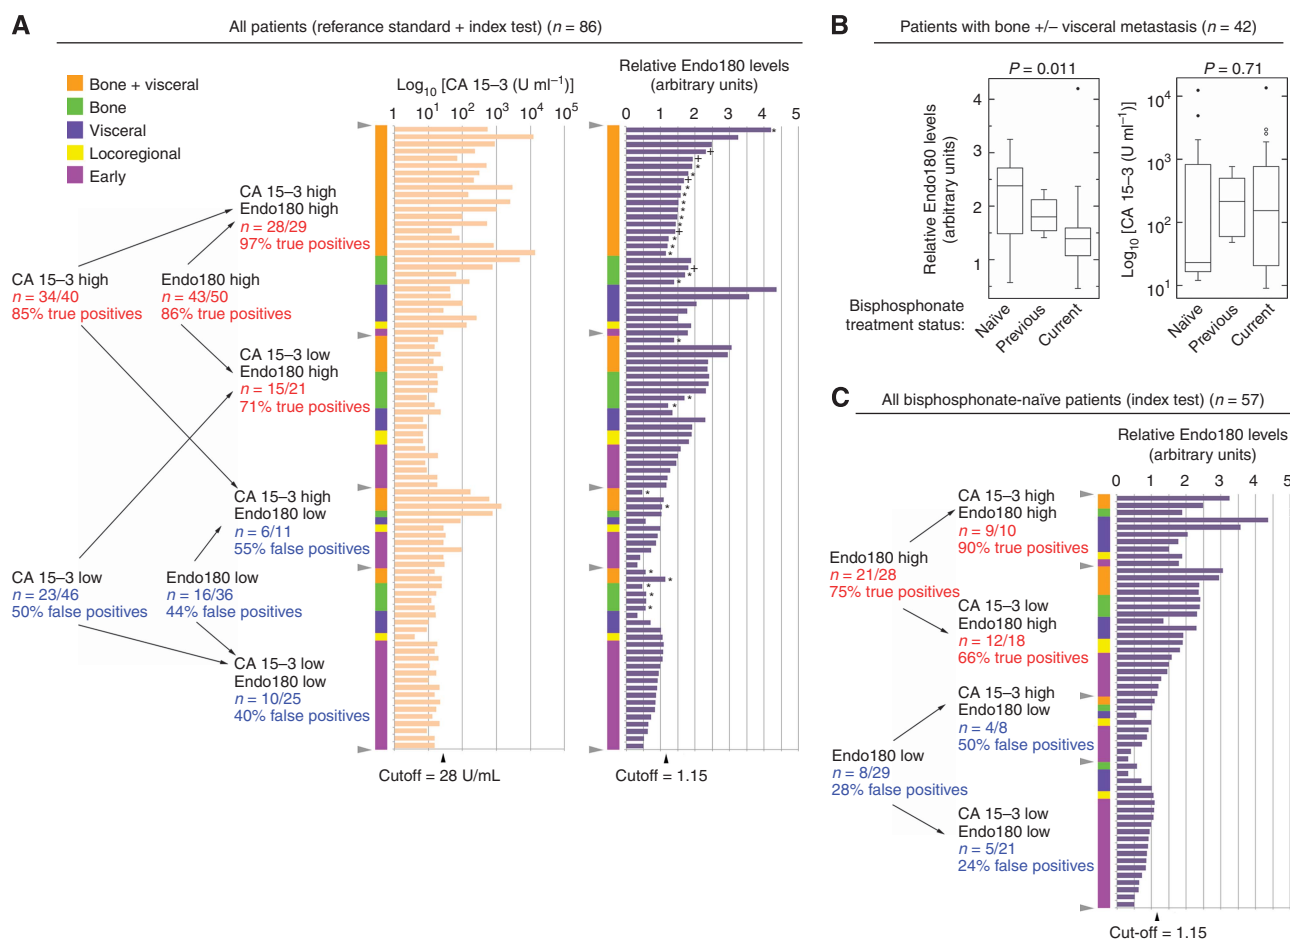 A
All patients (referance standard + index test) (n = 86)
Bone + visceral
Bone
Visceral
Locoregional
Early
Log10 [CA 15–3 (U ml–1)]
1 10^1 10^2 10^3 10^4 10^5
Relative Endo180 levels
(arbitrary units)
0 1 2 3 4 5
CA 15–3 high
Endo180 high
n = 28/29
97% true positives
CA 15–3 high
n = 34/40
85% true positives
Endo180 high
n = 43/50
86% true positives
CA 15–3 low
Endo180 high
n = 15/21
71% true positives
CA 15–3 high
Endo180 low
n = 6/11
55% false positives
CA 15–3 low
n = 23/46
50% false positives
Endo180 low
n = 16/36
44% false positives
CA 15–3 low
Endo180 low
n = 10/25
40% false positives
Cutoff = 28 U/mL
Cutoff = 1.15
B
Patients with bone +/– visceral metastasis (n = 42)
P = 0.011
Relative Endo180 levels
(arbitrary units)
4
3
2
1
P = 0.71
Log10 [CA 15–3 (U ml–1)]
10^4
10^3
10^2
10^1
Bisphosphonate
treatment status:
Naïve
Previous
Current
Naïve
Previous
Current
C
All bisphosphonate-naïve patients (index test) (n = 57)
Relative Endo180 levels
(arbitrary units)
0 1 2 3 4 5
CA 15–3 high
Endo180 high
n = 9/10
90% true positives
Endo180 high
n = 21/28
75% true positives
CA 15–3 low
Endo180 high
n = 12/18
66% true positives
CA 15–3 high
Endo180 low
n = 4/8
50% false positives
Endo180 low
n = 8/29
28% false positives
CA 15–3 low
Endo180 low
n = 5/21
24% false positives
Cut-off = 1.15